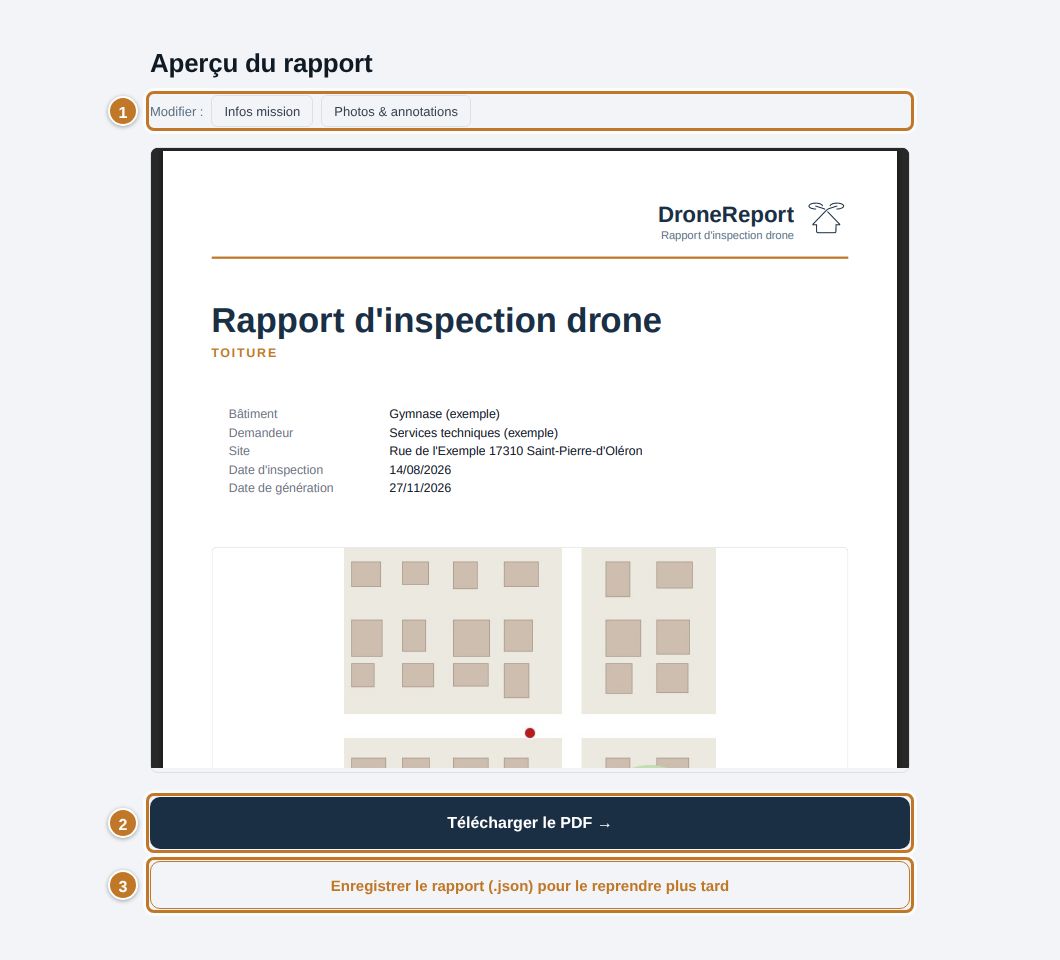 Aperçu du rapport
1 Modifier : Infos mission Photos & annotations
DroneReport
Rapport d'inspection drone
Rapport d'inspection drone
TOITURE
Bâtiment Gymnase (exemple)
Demandeur Services techniques (exemple)
Site Rue de l'Exemple 17310 Saint-Pierre-d'Oléron
Date d'inspection 14/08/2026
Date de génération 27/11/2026
2 Télécharger le PDF →
3 Enregistrer le rapport (.json) pour le reprendre plus tard